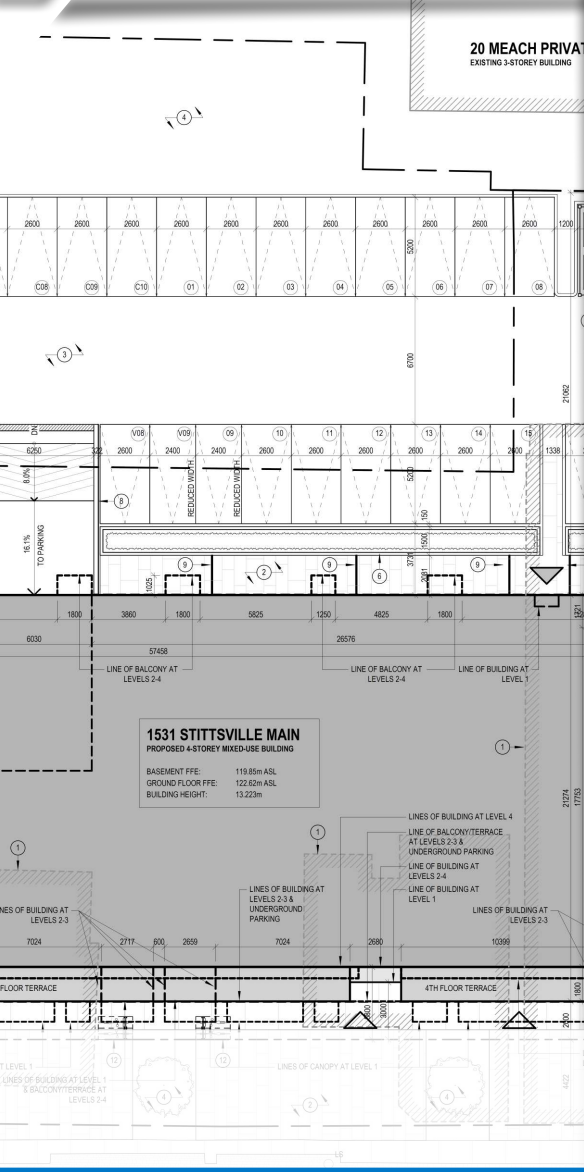 20 MEACH PRIVAT
EXISTING 3-STOREY BUILDING
4
2600 2600 2600 2600 2600 2600 2600 2600 2600 2600 2600 1200
5200
C08 C09 C10 01 02 03 04 05 06 07 08
3
6700
21062
DN
V08 V09 09 10 11 12 13 14 15
6250 322 2600 2400 2400 2600 2600 2600 2600 2600 2600 1338
8.0%
REDUCED WIDTH
REDUCED WIDTH
5200
8
16.1%
TO PARKING
150
1500
3731
2081
9 2 9 6 9
1025
1800 3860 1800 5825 1250 4825 1800
6030 26576
57458
LINE OF BALCONY AT
LEVELS 2-4
LINE OF BALCONY AT
LEVELS 2-4
LINE OF BUILDING AT
LEVEL 1
1531 STITTSVILLE MAIN
PROPOSED 4-STOREY MIXED-USE BUILDING
BASEMENT FFE: 119.85m ASL
GROUND FLOOR FFE: 122.62m ASL
BUILDING HEIGHT: 13.223m
1
21274
17753
LINES OF BUILDING AT LEVEL 4
LINE OF BALCONY/TERRACE
AT LEVELS 2-3 &
UNDERGROUND PARKING
LINE OF BUILDING AT
LEVELS 2-4
LINE OF BUILDING AT
LEVEL 1
1
1
LINES OF BUILDING AT
LEVELS 2-3 &
UNDERGROUND
PARKING
NES OF BUILDING AT
LEVELS 2-3
LINES OF BUILDING AT
LEVELS 2-3
7024 2717 600 2659 7024 2680 10399
FLOOR TERRACE
4TH FLOOR TERRACE
1800
3000
12 12
T LEVEL 1
LINES OF BUILDING AT LEVEL 1
& BALCONY/TERRACE AT
LEVELS 2-4
LINES OF CANOPY AT LEVEL 1
4 2 4
4422